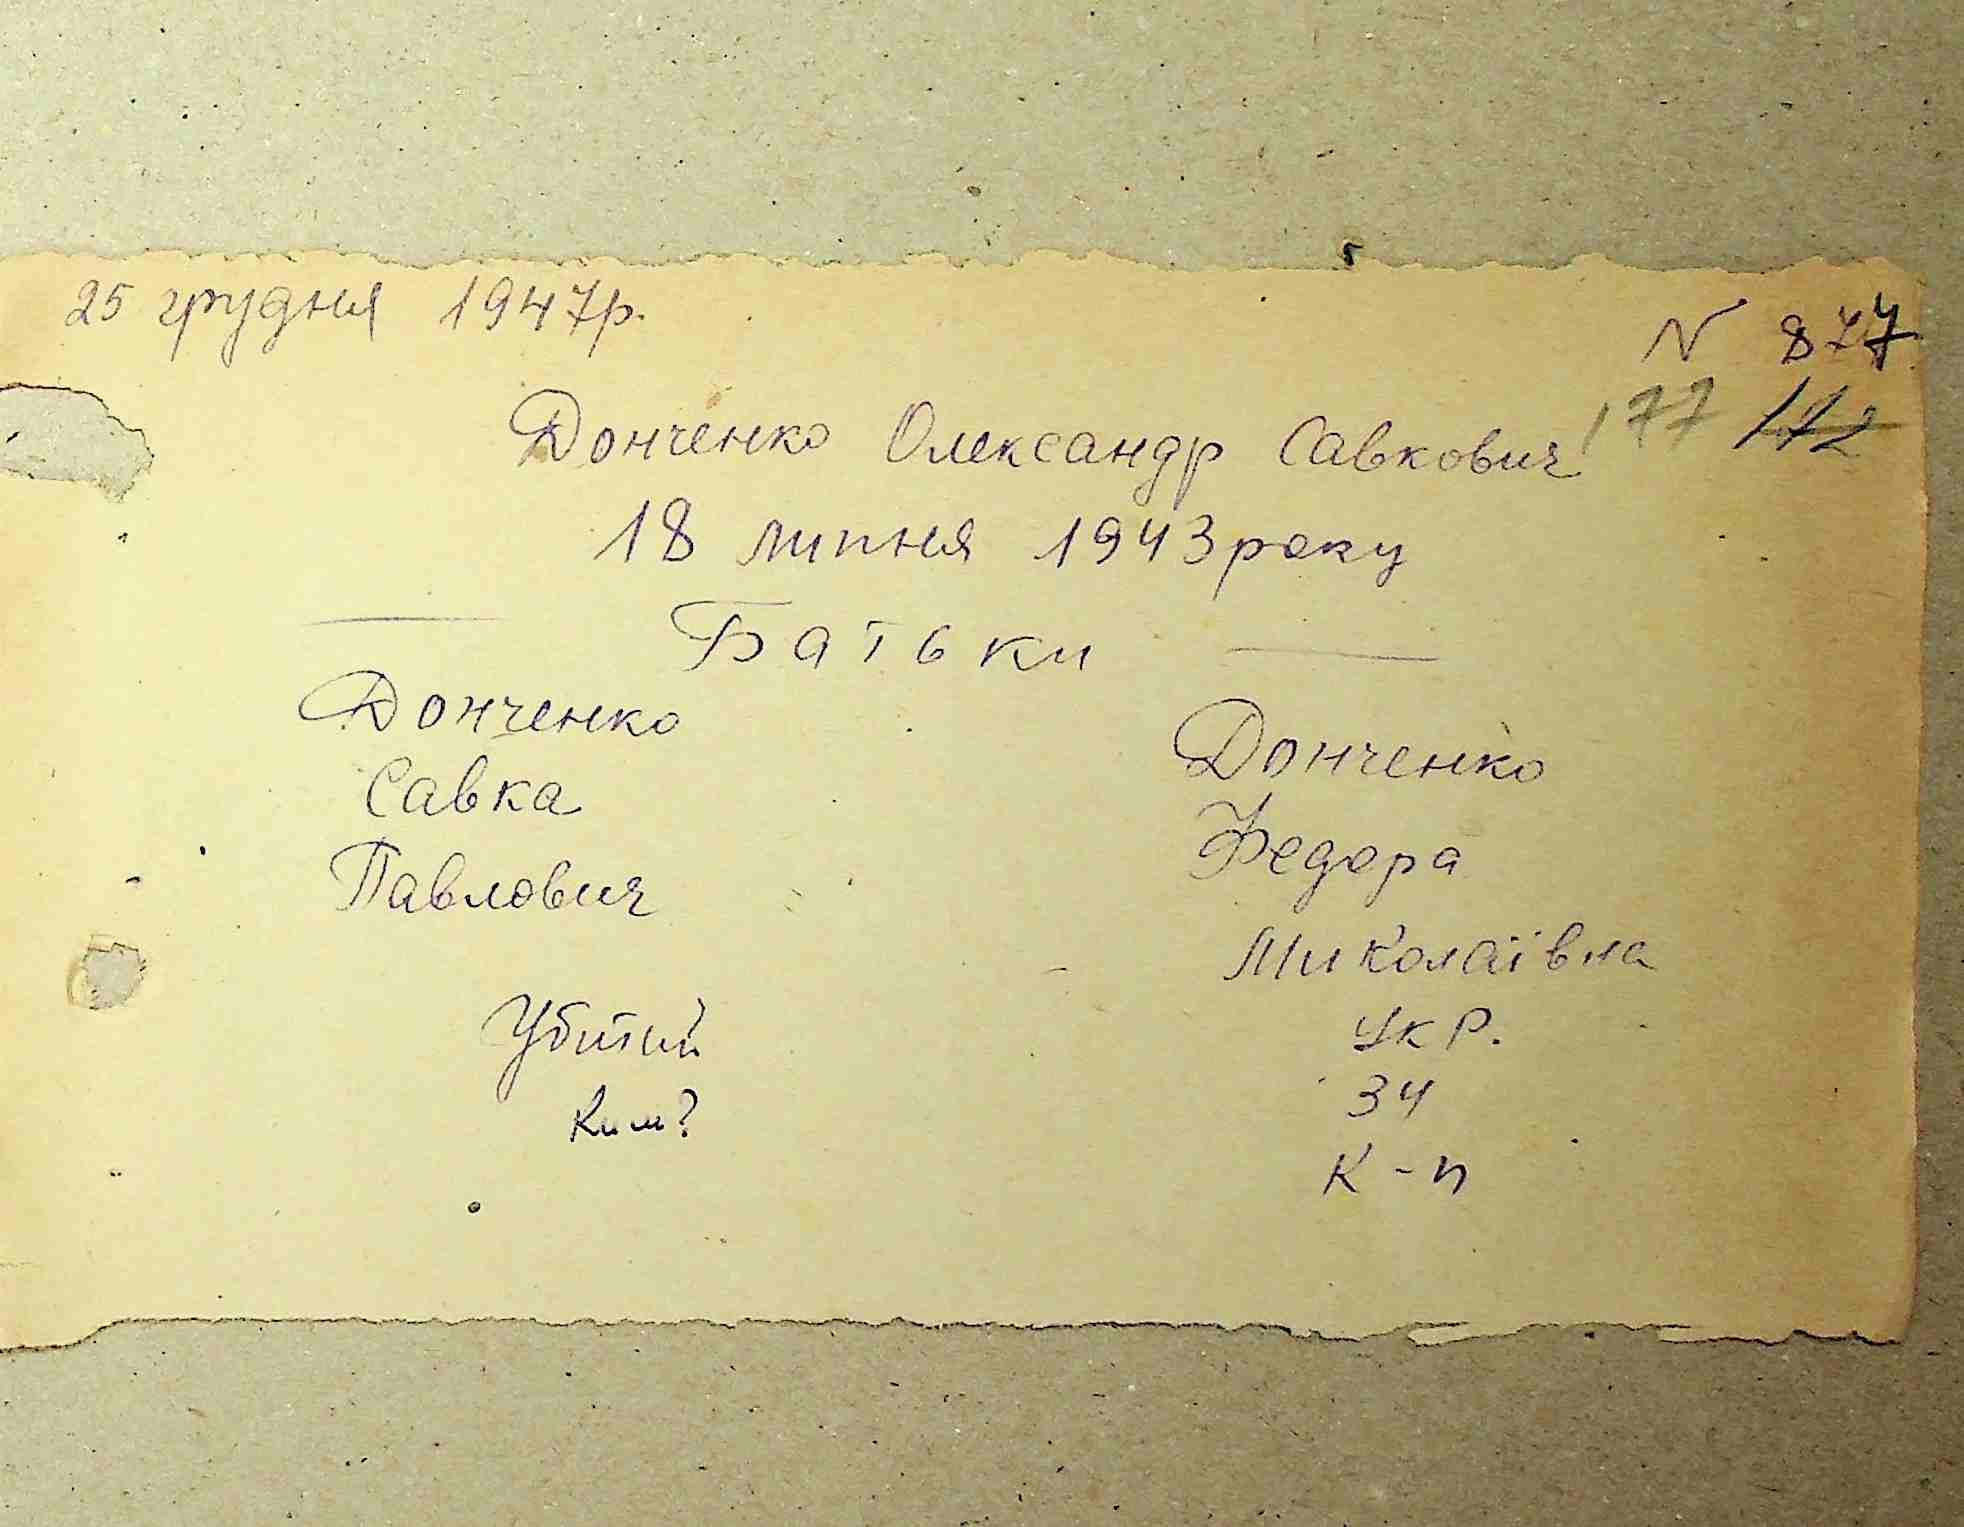 25 грудня 1947р.
N 877
177 172
Донченко Олександр Савкович
18 липня 1943 року
Батьки
Донченко
Савка
Павлович
Убитий
Ким?
Донченко
Федора
Миколаївна
укр.
34
К-п